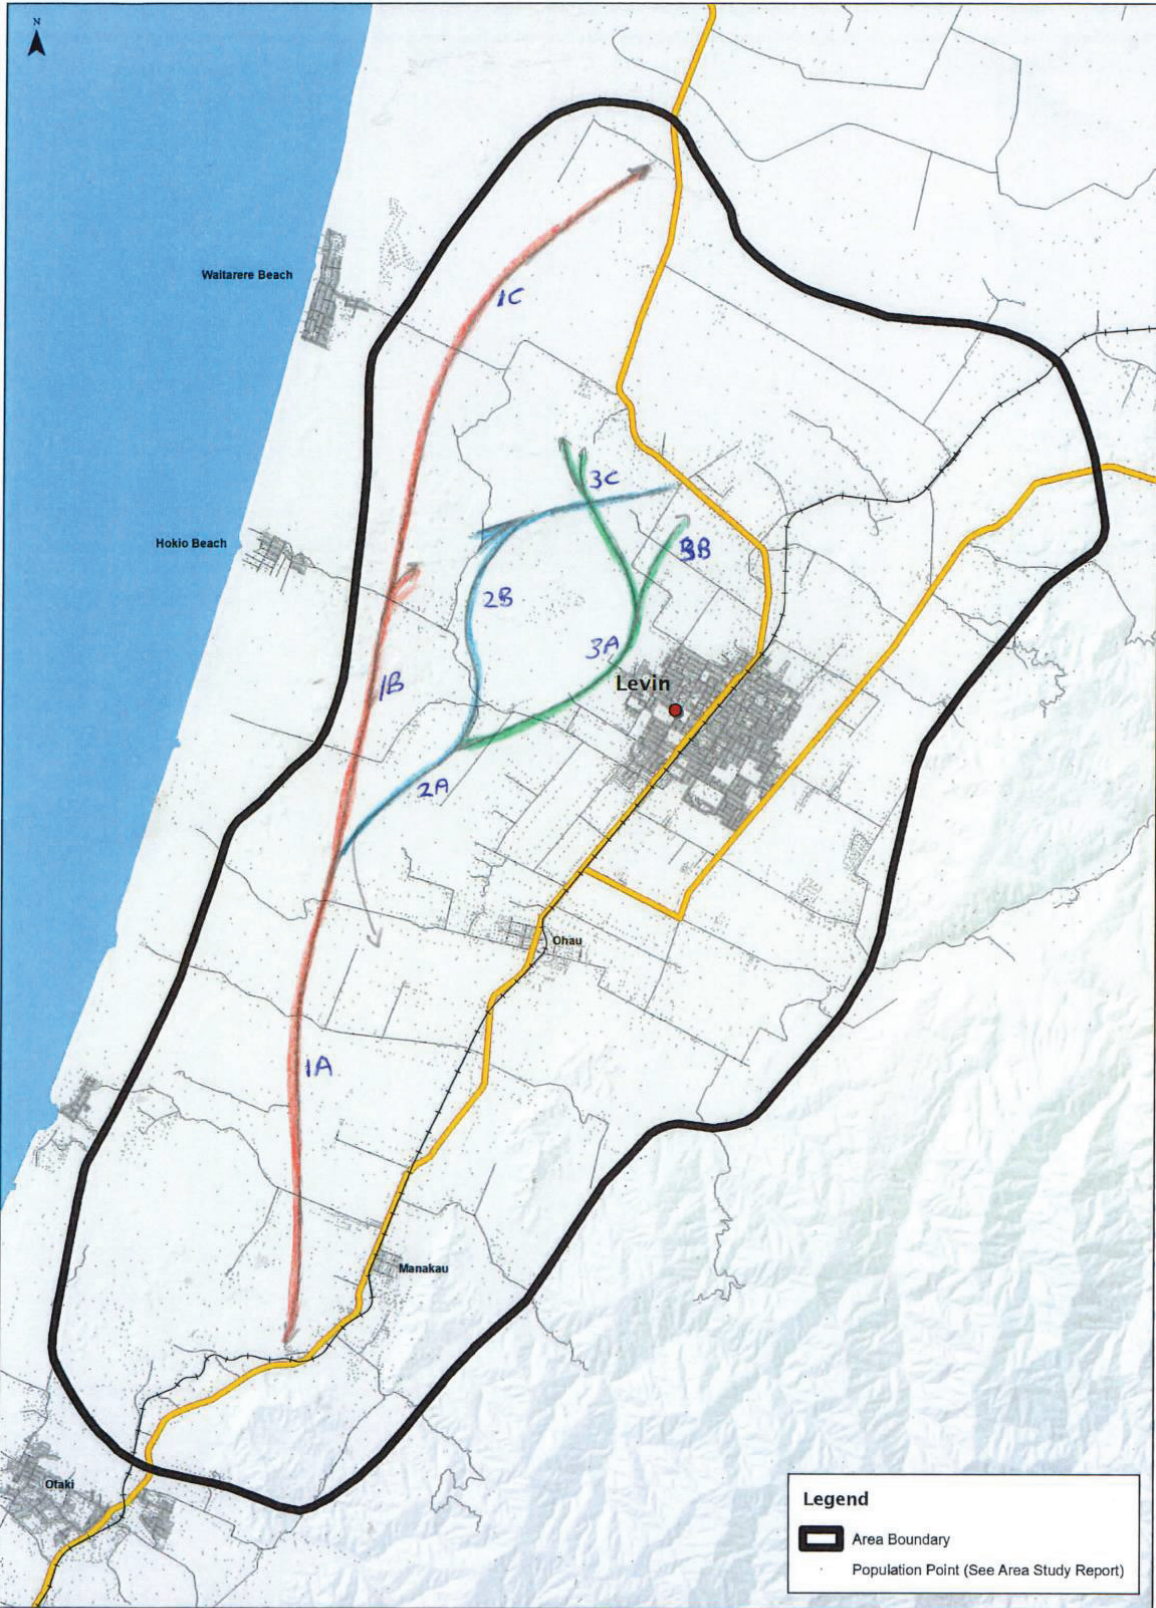 N
Waitarere Beach
1C
3C
Hokio Beach
3B
2B
3A
Levin
1B
2A
Ohau
1A
Manakau
Otaki
Legend
Area Boundary
Population Point (See Area Study Report)